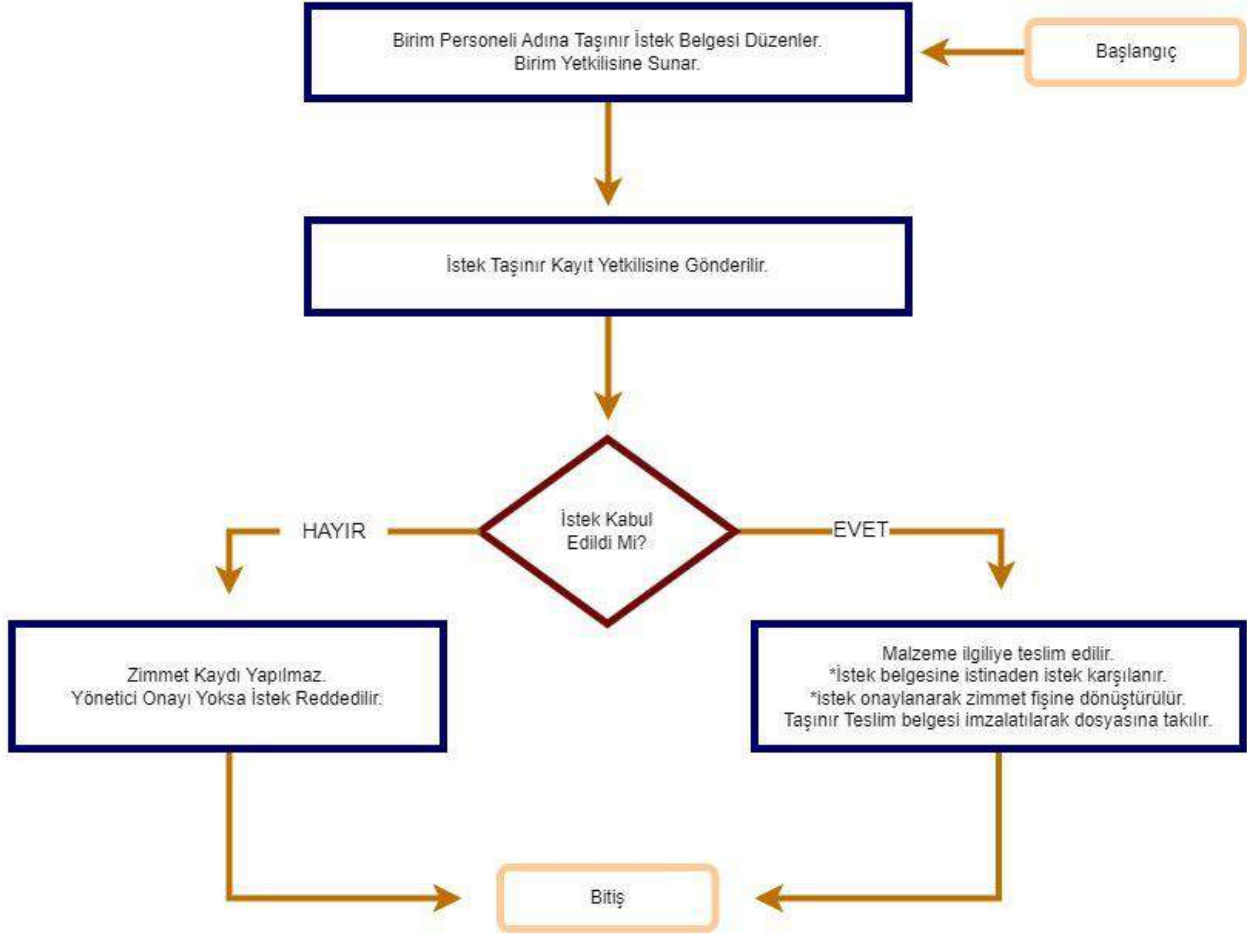 Başlangıç
Birim Personeli Adına Taşınır İstek Belgesi Düzenler.
Birim Yetkilisine Sunar.
İstek Taşınır Kayıt Yetkilisine Gönderilir.
İstek Kabul
Edildi Mi?
HAYIR
EVET
Zimmet Kaydı Yapılmaz.
Yönetici Onayı Yoksa İstek Reddedilir.
Malzeme ilgiliye teslim edilir.
*İstek belgesine istinaden istek karşılanır.
*istek onaylanarak zimmet fişine dönüştürülür.
Taşınır Teslim belgesi imzalatılarak dosyasına takılır.
Bitiş